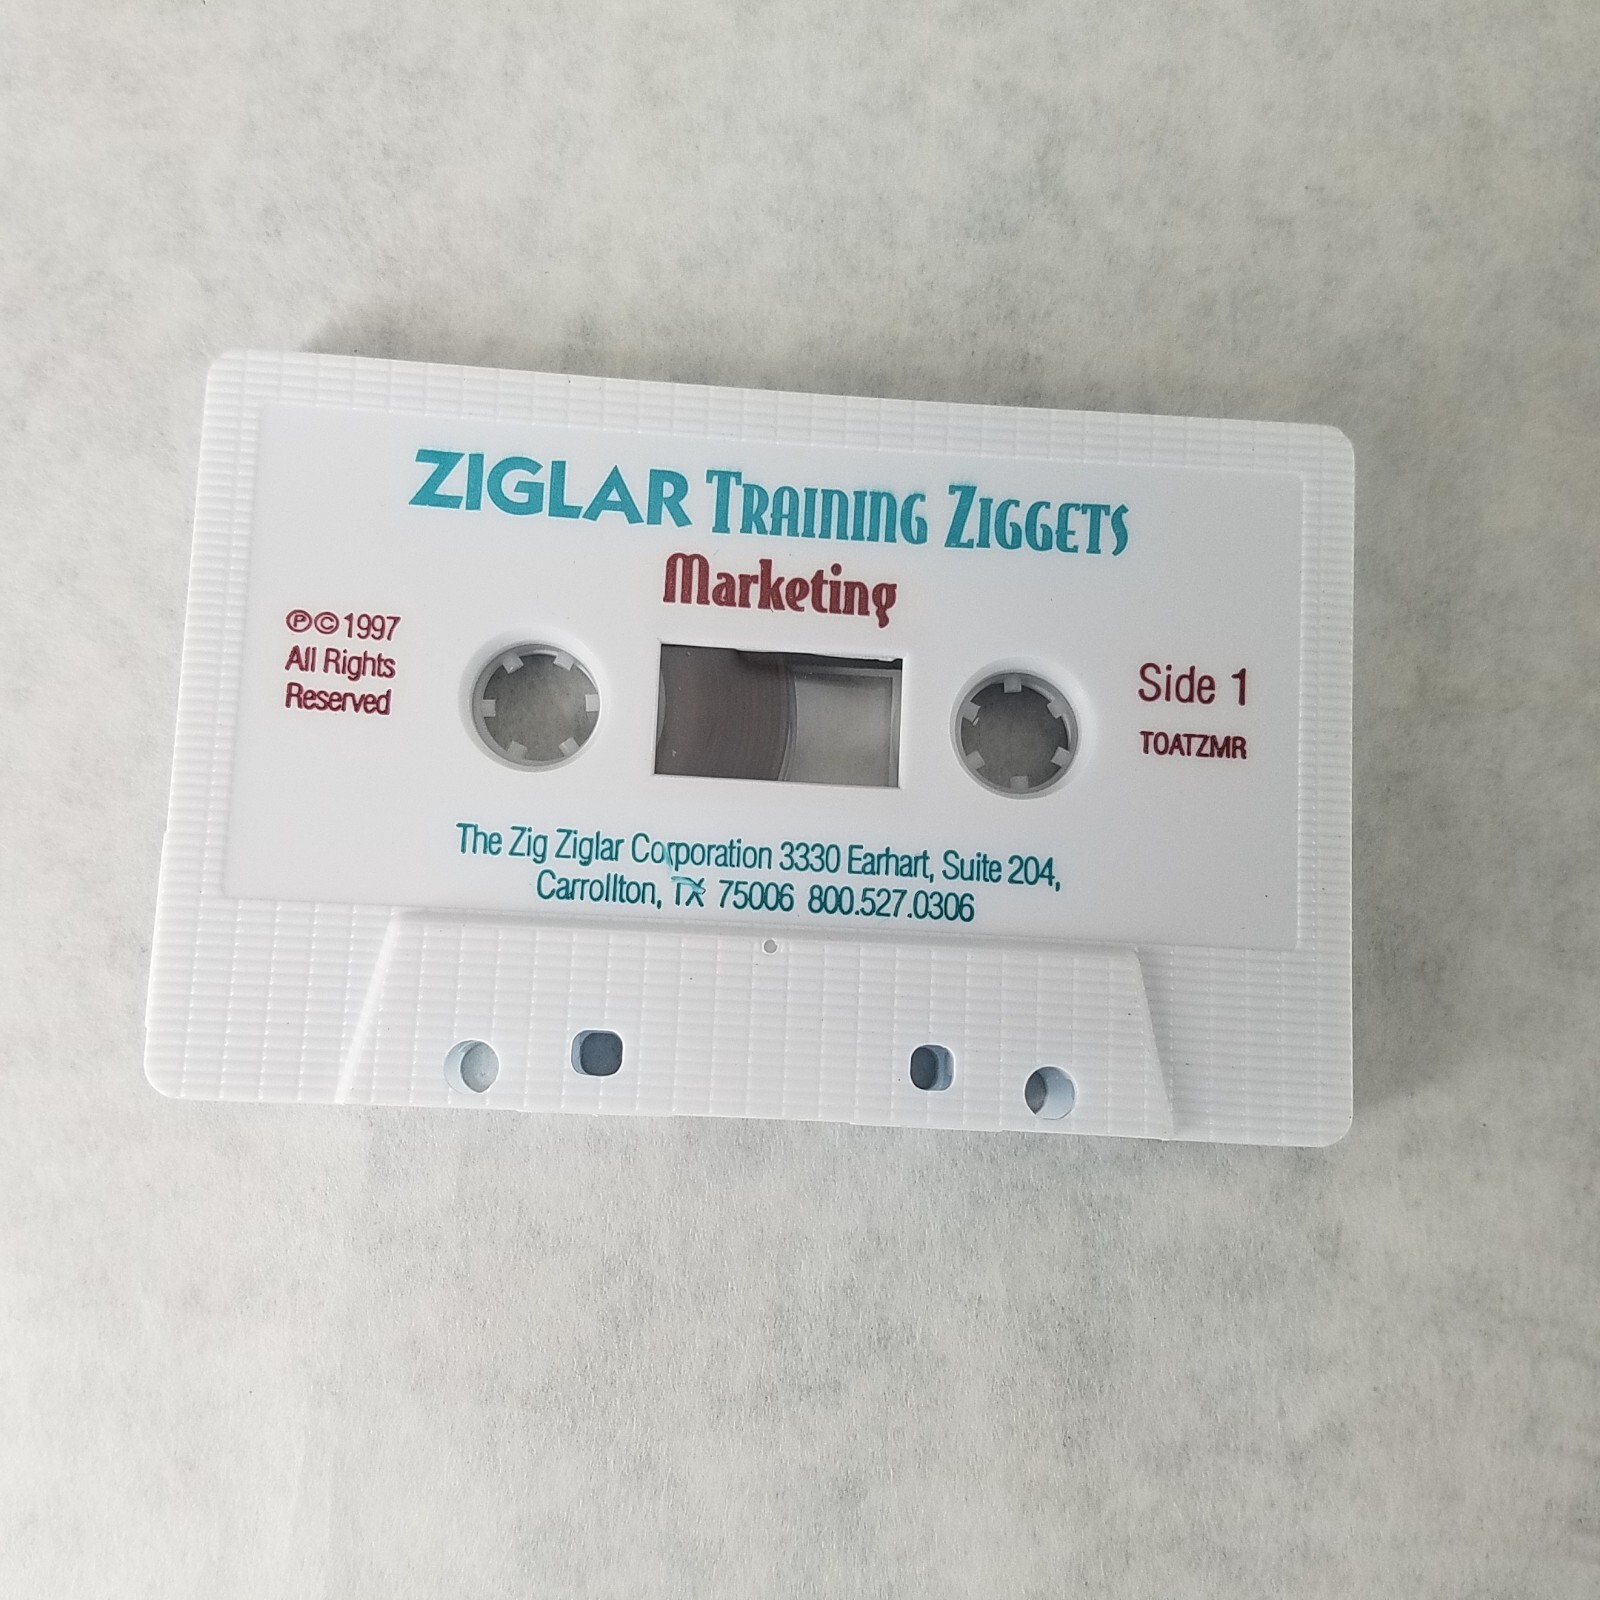 ZIGLAR TRAINING ZIGGETS
Marketing
℗©1997
All Rights
Reserved
Side 1
TOATZMR
The Zig Ziglar Corporation 3330 Earhart, Suite 204,
Carrollton, TX 75006 800.527.0306